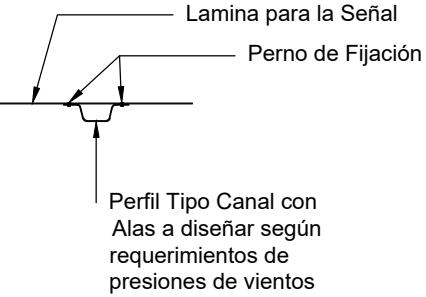 Lamina para la Señal
Perno de Fijación
Perfil Tipo Canal con
Alas a diseñar según
requerimientos de
presiones de vientos